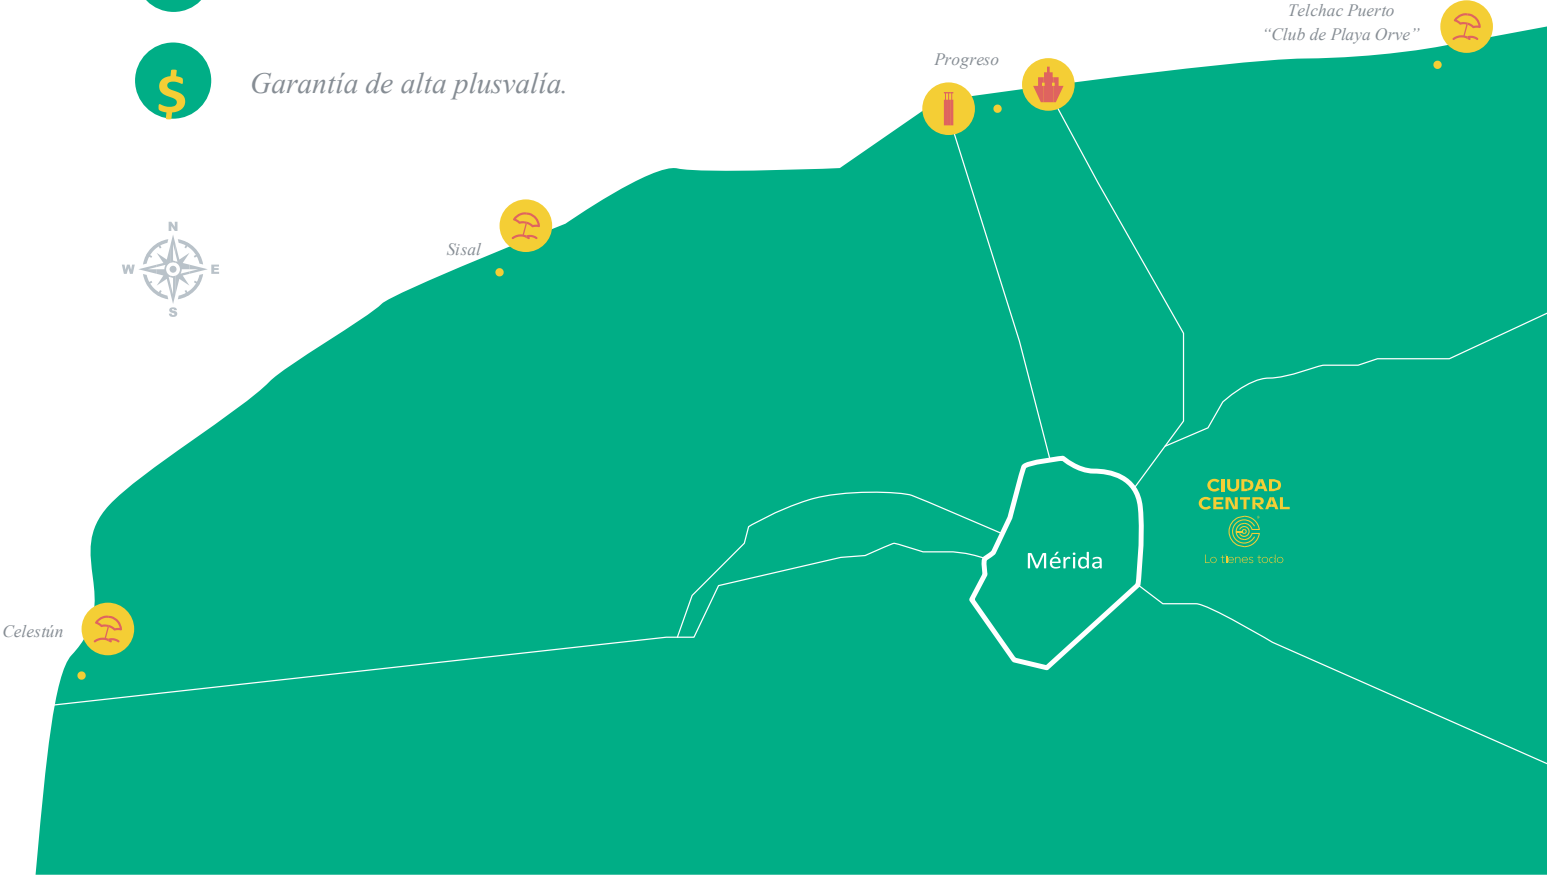 Telchac Puerto
“Club de Playa Orve”
Progreso
$
Garantía de alta plusvalía.
N
W E
S
Sisal
CIUDAD
CENTRAL
Lo tienes todo
Mérida
Celestún